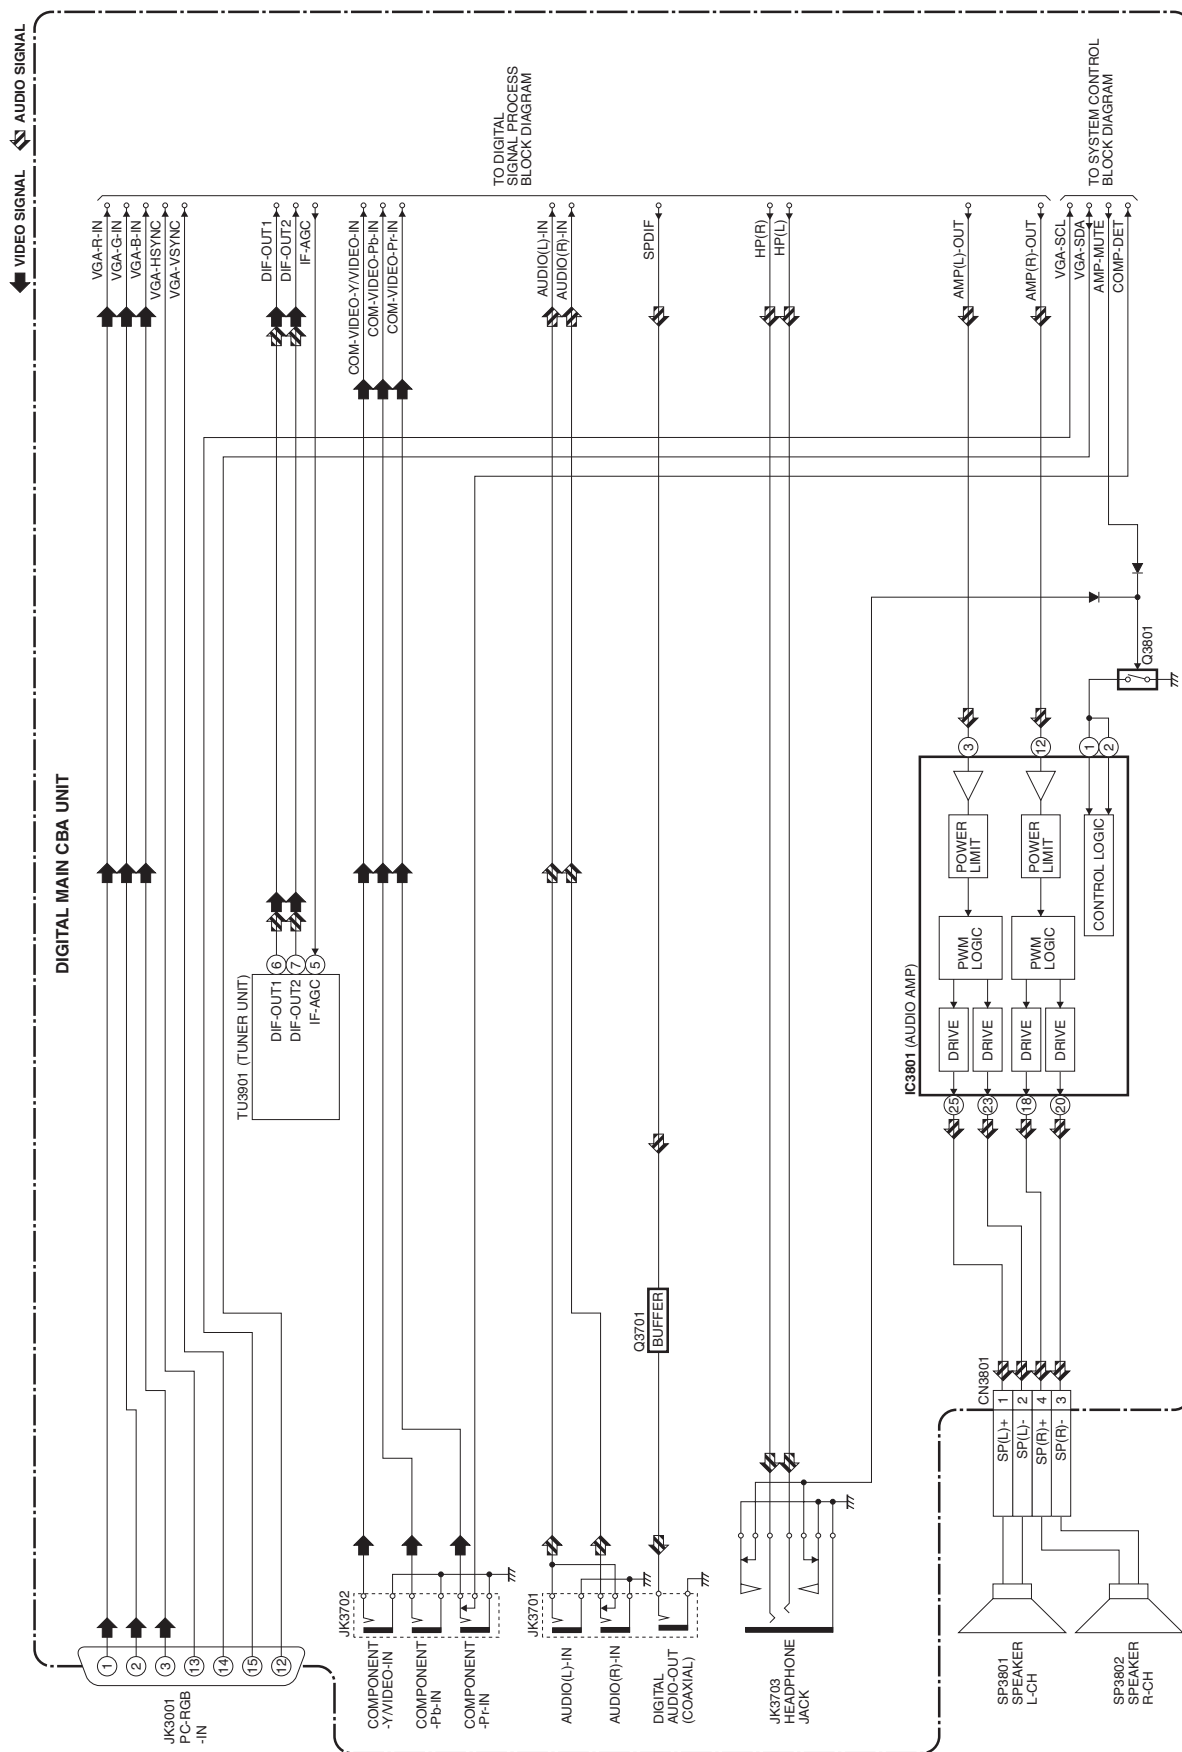 VIDEO SIGNAL
AUDIO SIGNAL
DIGITAL MAIN CBA UNIT
JK3001
PC-RGB
-IN
1
2
3
13
14
15
12
VGA-R-IN
VGA-G-IN
VGA-B-IN
VGA-HSYNC
VGA-VSYNC
TU3901 (TUNER UNIT)
DIF-OUT1
6
DIF-OUT2
7
IF-AGC
5
DIF-OUT1
DIF-OUT2
IF-AGC
JK3702
COMPONENT
-Y/VIDEO-IN
COMPONENT
-Pb-IN
COMPONENT
-Pr-IN
COM-VIDEO-Y/VIDEO-IN
COM-VIDEO-Pb-IN
COM-VIDEO-Pr-IN
TO DIGITAL
SIGNAL PROCESS
BLOCK DIAGRAM
JK3701
AUDIO(L)-IN
AUDIO(R)-IN
DIGITAL
AUDIO-OUT
(COAXIAL)
AUDIO(L)-IN
AUDIO(R)-IN
Q3701
BUFFER
SPDIF
JK3703
HEADPHONE
JACK
HP(R)
HP(L)
IC3801 (AUDIO AMP)
25
DRIVE
23
DRIVE
PWM
LOGIC
POWER
LIMIT
3
AMP(L)-OUT
18
DRIVE
20
DRIVE
PWM
LOGIC
POWER
LIMIT
12
AMP(R)-OUT
CONTROL LOGIC
1
2
Q3801
VGA-SCL
VGA-SDA
AMP-MUTE
COMP-DET
TO SYSTEM CONTROL
BLOCK DIAGRAM
CN3801
SP(L)+
1
SP(L)-
2
SP(R)+
4
SP(R)-
3
SP3801
SPEAKER
L-CH
SP3802
SPEAKER
R-CH